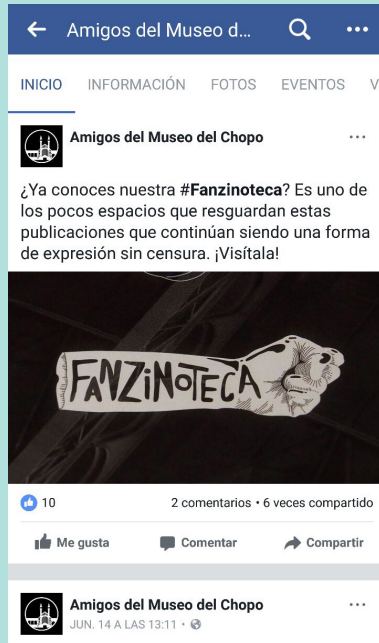 Amigos del Museo d...
INICIO INFORMACIÓN FOTOS EVENTOS V
Amigos del Museo del Chopo
¿Ya conoces nuestra #Fanzinoteca? Es uno de
los pocos espacios que resguardan estas
publicaciones que continúan siendo una forma
de expresión sin censura. ¡Visítala!
FANZiNOTECA
10 2 comentarios • 6 veces compartido
Me gusta Comentar Compartir
Amigos del Museo del Chopo
JUN. 14 A LAS 13:11 •